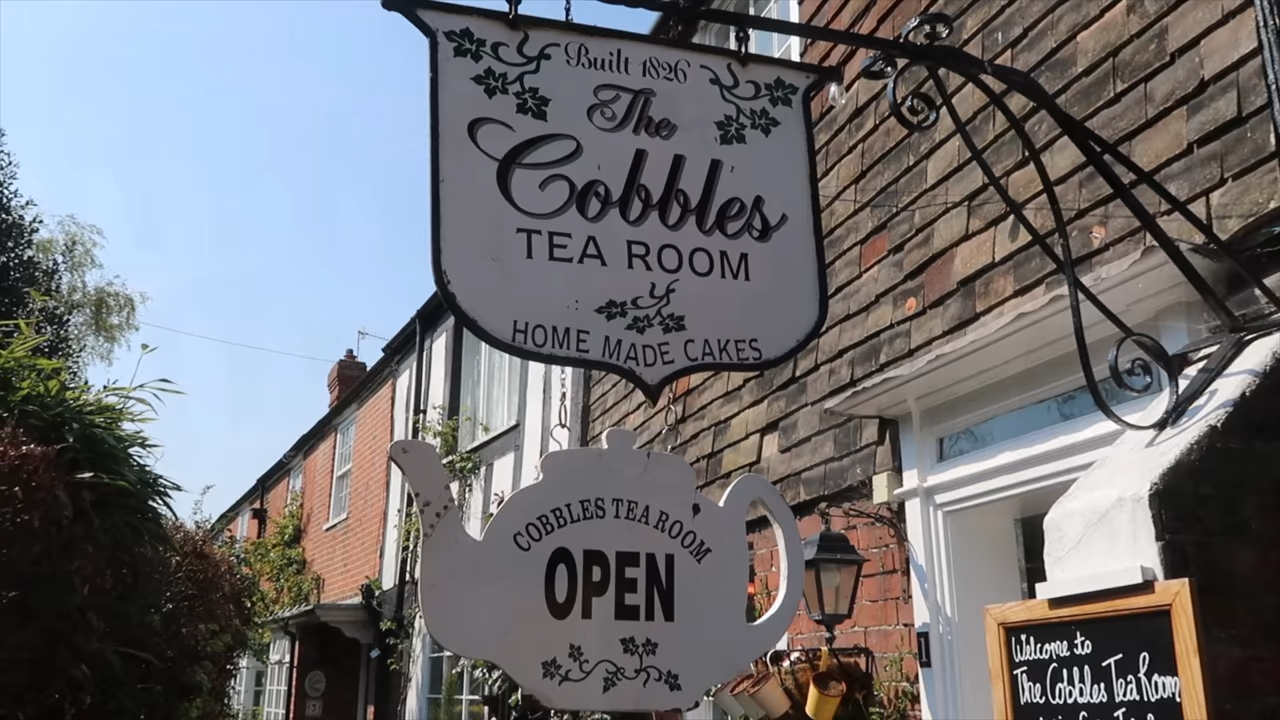 Built 1826
The
Cobbles
TEA ROOM
HOME MADE CAKES
COBBLES TEA ROOM
OPEN
Welcome to
The Cobbles Tea Room